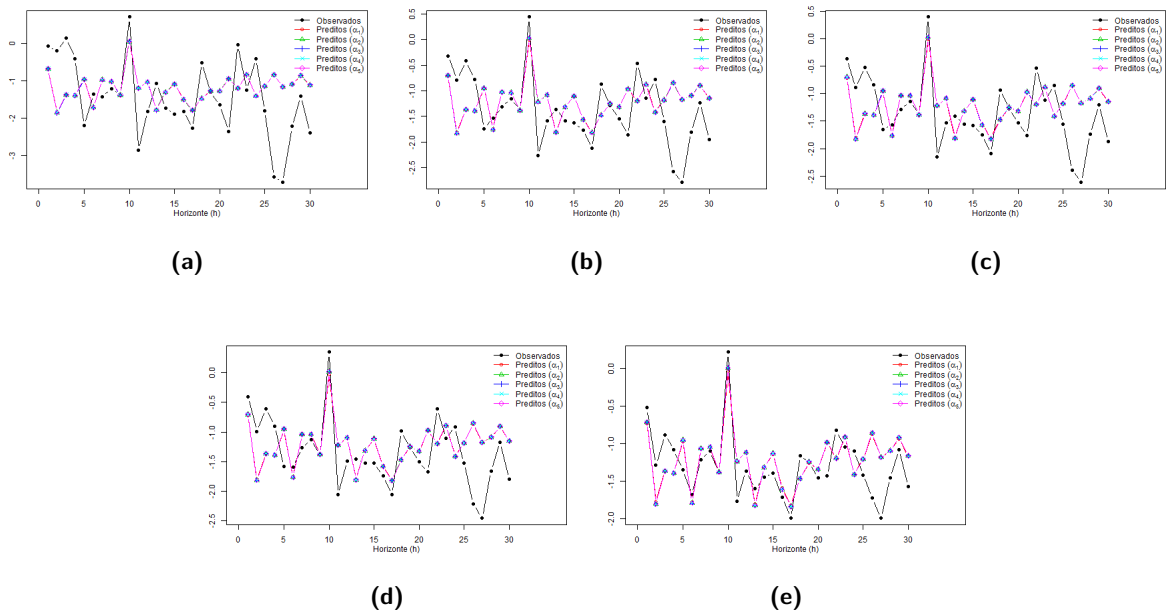 Observados
Preditos (α₁)
Preditos (α₂)
Preditos (α₃)
Preditos (α₄)
Preditos (α₅)
0
-1
-2
-3
0 5 10 15 20 25 30
Horizonte (h)
(a)
Observados
Preditos (α₁)
Preditos (α₂)
Preditos (α₃)
Preditos (α₄)
Preditos (α₅)
0.5
0.0
-0.5
-1.0
-1.5
-2.0
-2.5
0 5 10 15 20 25 30
Horizonte (h)
(b)
Observados
Preditos (α₁)
Preditos (α₂)
Preditos (α₃)
Preditos (α₄)
Preditos (α₅)
0.5
0.0
-0.5
-1.0
-1.5
-2.0
-2.5
0 5 10 15 20 25 30
Horizonte (h)
(c)
Observados
Preditos (α₁)
Preditos (α₂)
Preditos (α₃)
Preditos (α₄)
Preditos (α₅)
0.0
-0.5
-1.0
-1.5
-2.0
-2.5
0 5 10 15 20 25 30
Horizonte (h)
(d)
Observados
Preditos (α₁)
Preditos (α₂)
Preditos (α₃)
Preditos (α₄)
Preditos (α₅)
0.0
-0.5
-1.0
-1.5
-2.0
0 5 10 15 20 25 30
Horizonte (h)
(e)